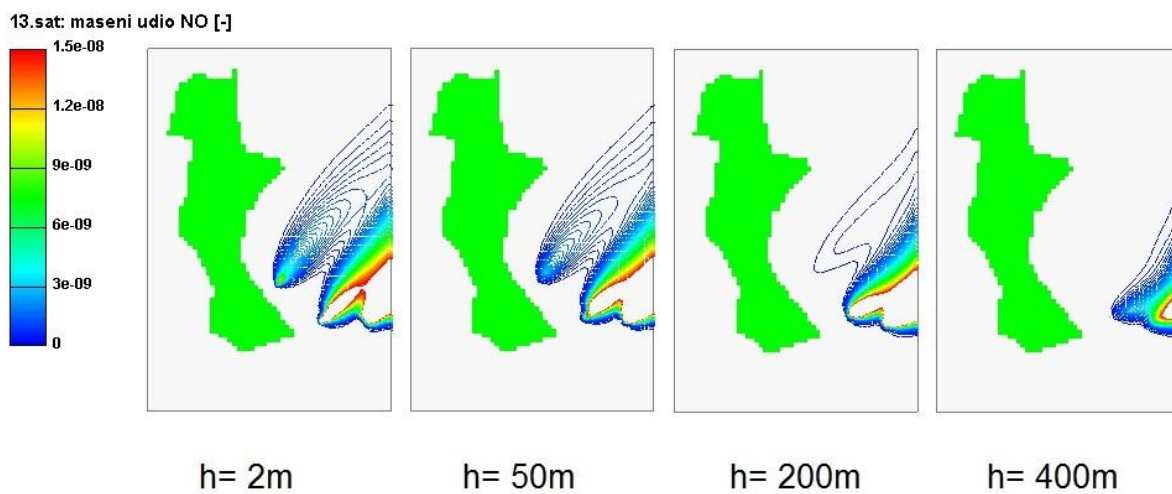 13.sat: maseni udio NO [-]
1.5e-08
1.2e-08
9e-09
6e-09
3e-09
0
h= 2m
h= 50m
h= 200m
h= 400m